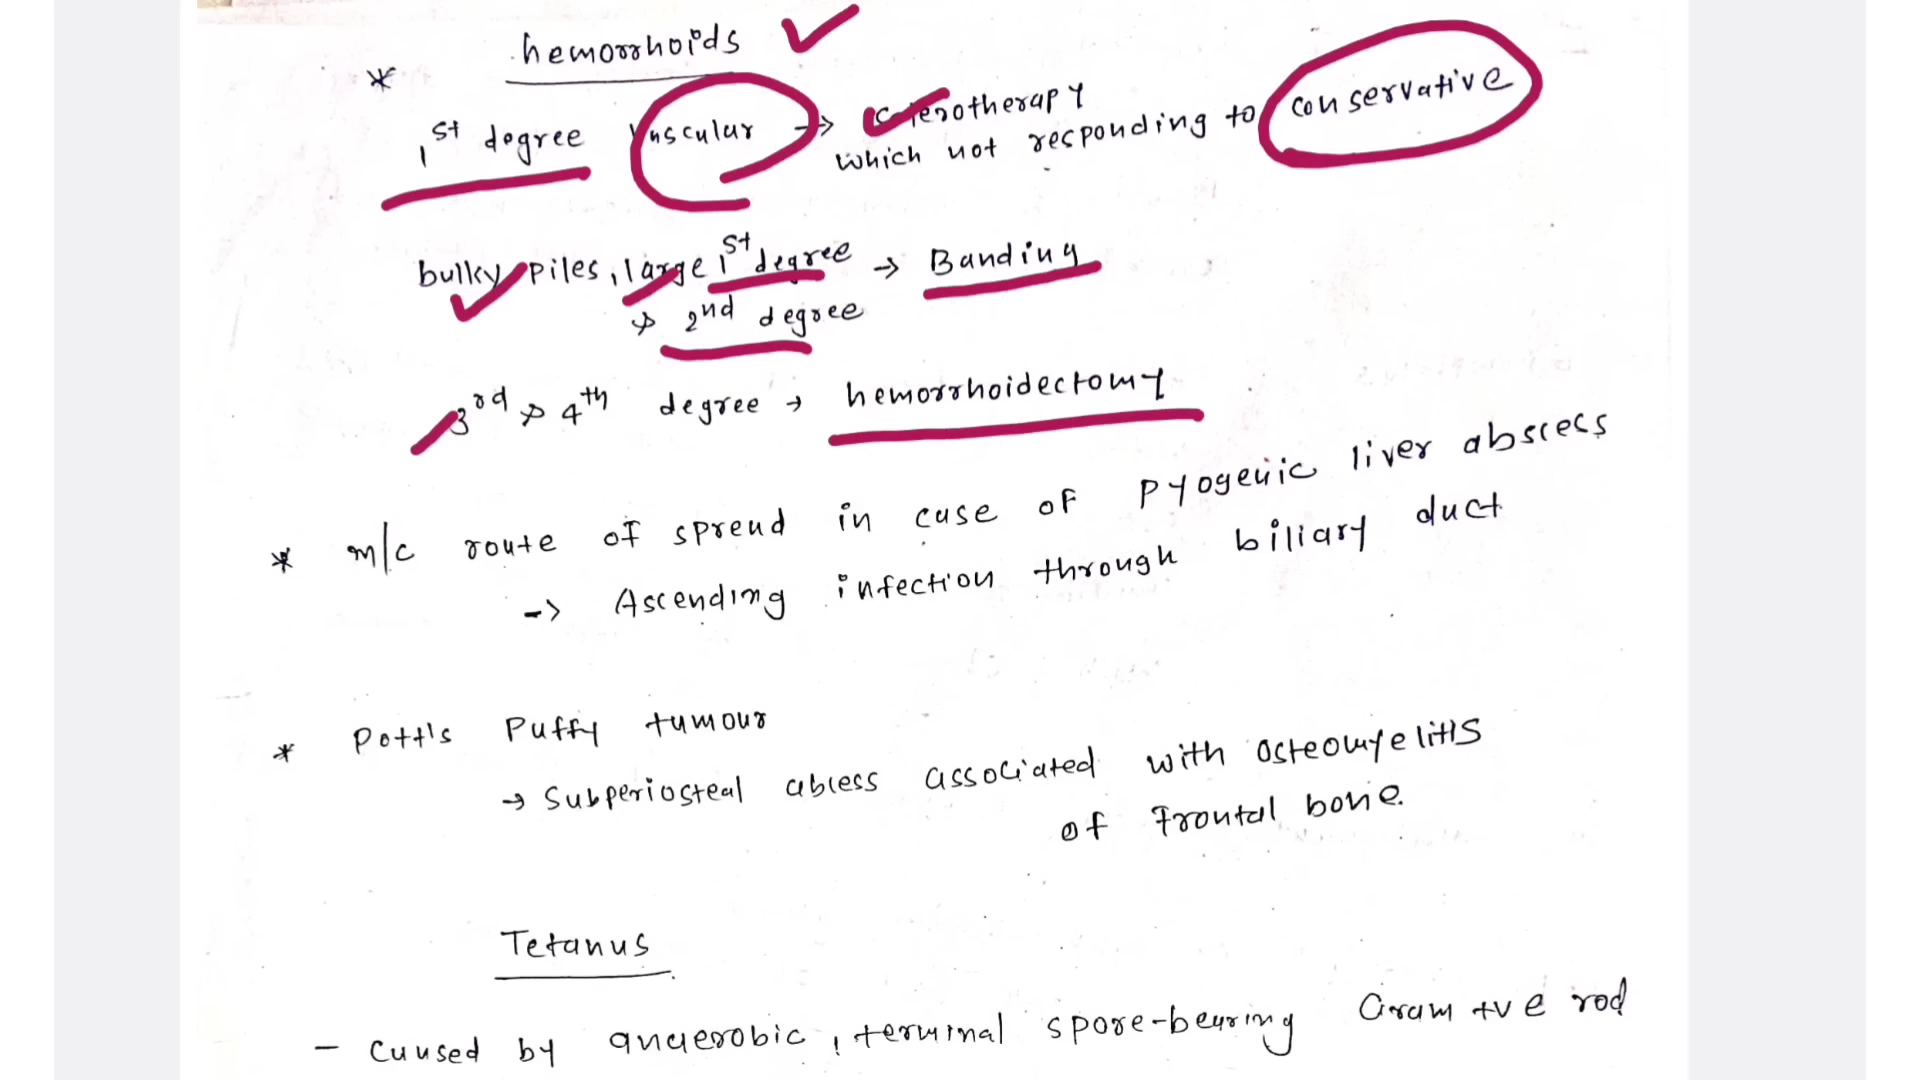 * hemorrhoids
1st degree Vascular → Sclerotherapy
which not responding to conservative
bulky piles, large 1st degree → Banding
& 2nd degree
3rd & 4th degree → hemorrhoidectomy
* m/c route of spread in case of pyogenic liver abscess
→ Ascending infection through biliary duct
* Pott's Puffy tumour
→ Subperiosteal abcess associated with osteomyelitis
of Frontal bone.
Tetanus
- Caused by anaerobic, terminal spore-bearing Gram +ve rod